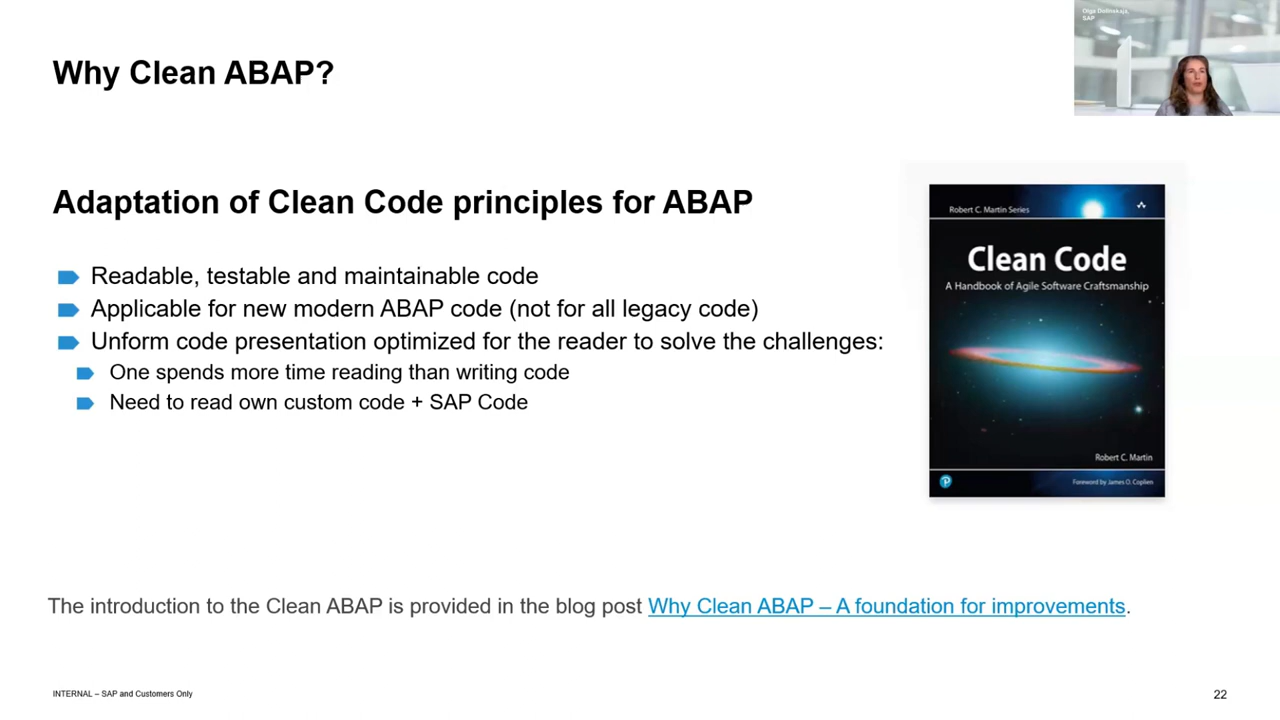 Olga Dolinskaja,
SAP
Why Clean ABAP?
Adaptation of Clean Code principles for ABAP
Readable, testable and maintainable code
Applicable for new modern ABAP code (not for all legacy code)
Unform code presentation optimized for the reader to solve the challenges:
One spends more time reading than writing code
Need to read own custom code + SAP Code
Robert C. Martin Series
Clean Code
A Handbook of Agile Software Craftsmanship
Robert C. Martin
Foreword by James O. Coplien
P
The introduction to the Clean ABAP is provided in the blog post Why Clean ABAP – A foundation for improvements.
INTERNAL – SAP and Customers Only
22